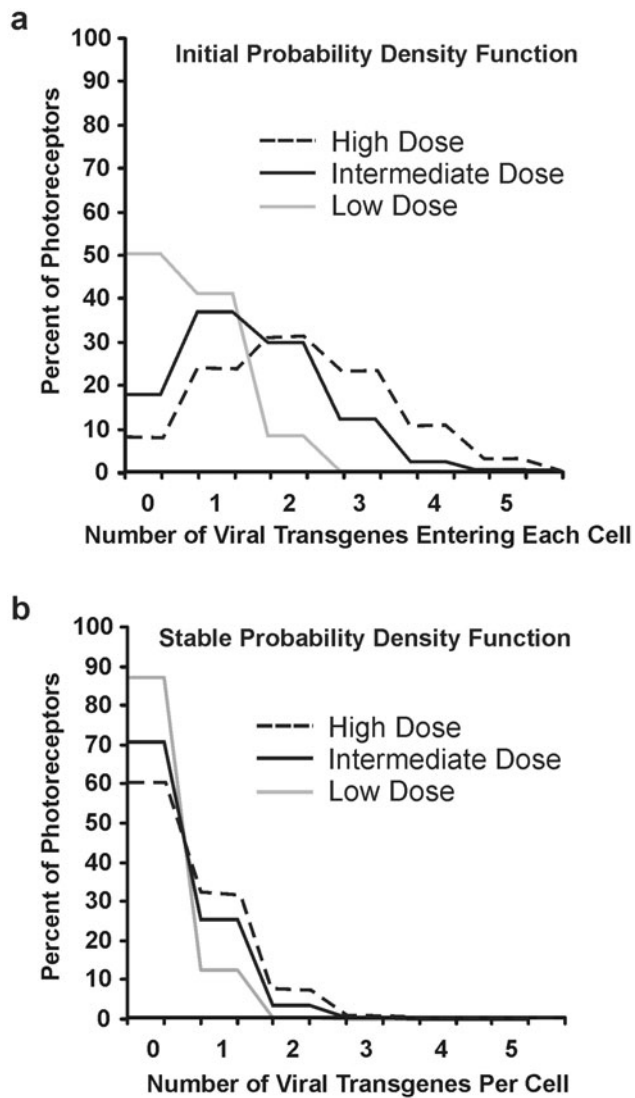 a
Initial Probability Density Function
High Dose
Intermediate Dose
Low Dose
Percent of Photoreceptors
100
90
80
70
60
50
40
30
20
10
0
0 1 2 3 4 5
Number of Viral Transgenes Entering Each Cell
b
Stable Probability Density Function
High Dose
Intermediate Dose
Low Dose
Percent of Photoreceptors
100
90
80
70
60
50
40
30
20
10
0
0 1 2 3 4 5
Number of Viral Transgenes Per Cell